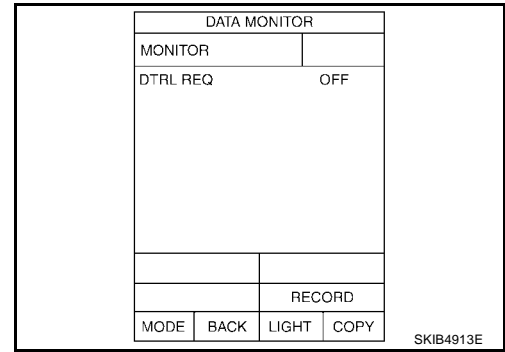 DATA MONITOR
MONITOR
DTRL REQ OFF
RECORD
MODE BACK LIGHT COPY
SKIB4913E